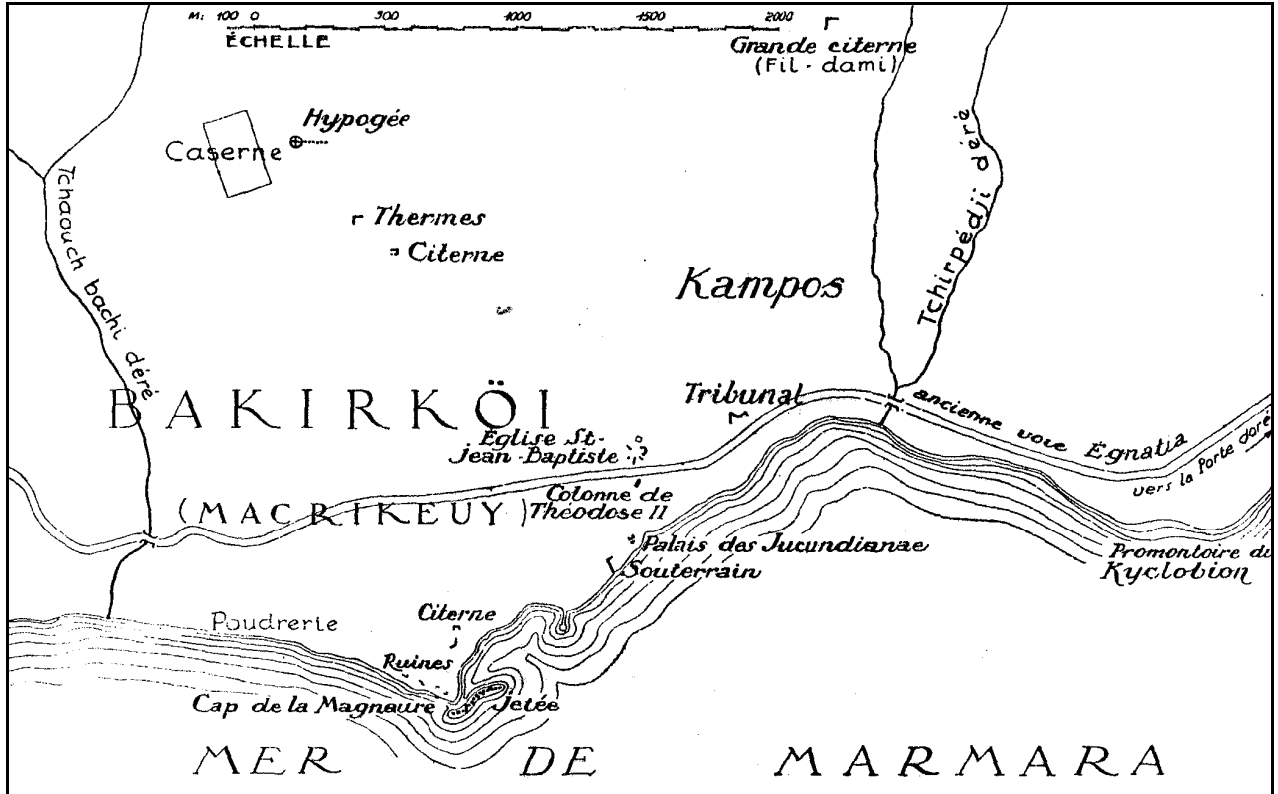 M: 100 0 500 1000 1500 2000
ÉCHELLE
Grande citerne
(Fil-dami)
Hypogée
Caserne
Tchirpédji déré
Tchaouch bachi déré
Thermes
Citerne
Kampos
BAKIRKÖI
Tribunal
ancienne voie Égnatia
Église St-
Jean-Baptiste
vers la Porte doré
Colonne de
(MACRIKEUY) Théodose II
Palais des Jucundianae
Promontoire du
Souterrain
Kyclobion
Citerne
Poudrerie
Ruines
Cap de la Magnaure
Jetée
MER DE MARMARA